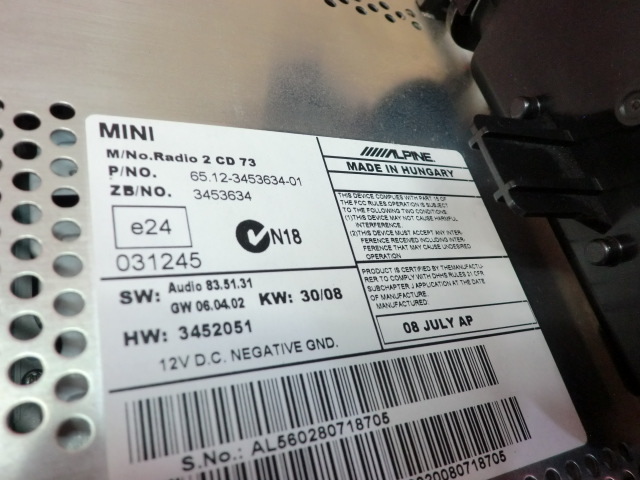 MINI
M/No.Radio 2 CD 73
P/NO. 65.12-3453634-01
ZB/NO. 3453634
e24
031245
N18
SW: Audio 83.51.31
GW 06.04.02
KW: 30/08
HW: 3452051
12V D.C. NEGATIVE GND.
ALPINE
MADE IN HUNGARY
THIS DEVICE COMPLIES WITH PART 15 OF
THE FCC RULES OPERATION IS SUBJECT
TO THE FOLLOWING TWO CONDITIONS
(1)THIS DEVICE MAY NOT CAUSE HARMFUL
INTERFERENCE
(2)THIS DEVICE MUST ACCEPT ANY INTER
FERENCE RECEIVED INCLUDING INTER-
FERENCE THAT MAY CAUSE UNDESIRED
OPERATION
PRODUCT IS CERTIFIED BY THE MANUFACTU-
RER TO COMPLY WITH DHHS RULES 21.CFR
SUBCHAPTER J APPLICATION AT THE DATE OF
MANUFACTURED:
08 JULY AP
S.No.: AL560280718705
20080718705